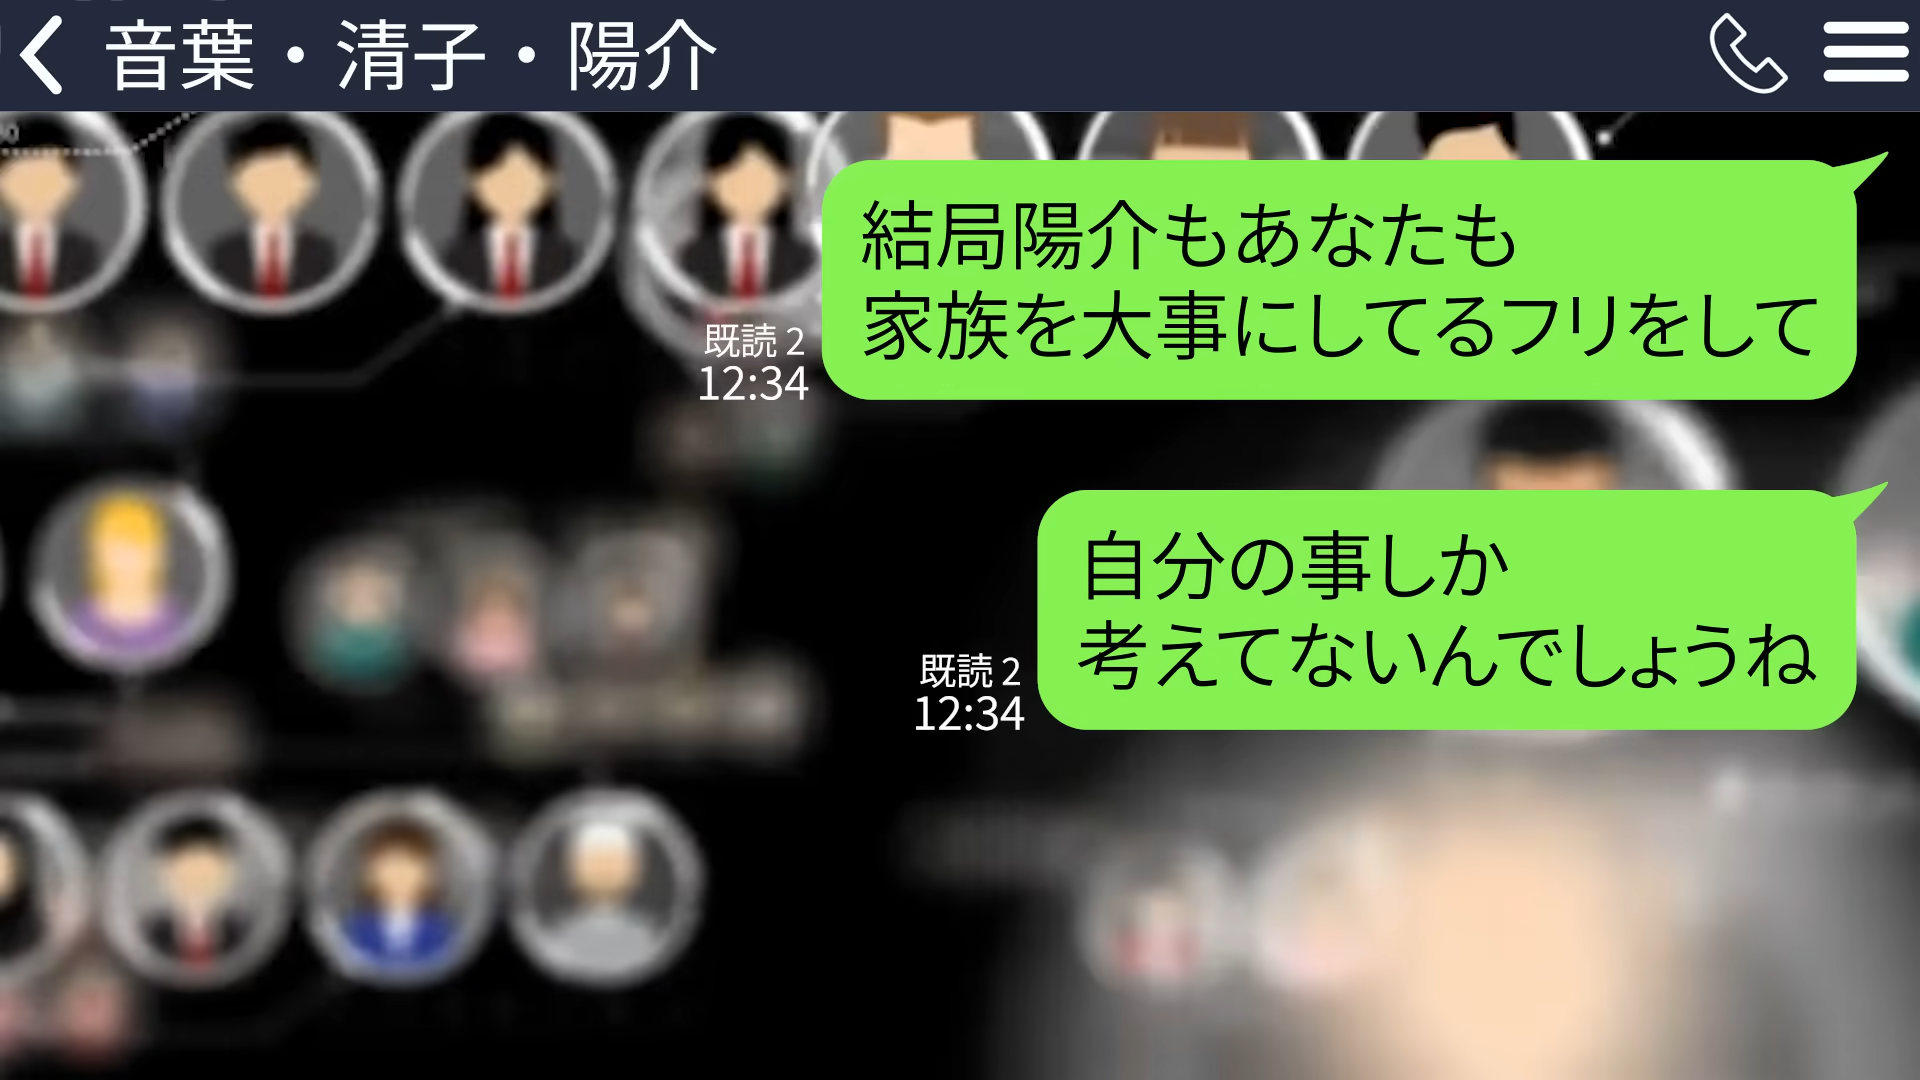 音葉・清子・陽介
結局陽介もあなたも
家族を大事にしてるフリをして
既読 2
12:34
自分の事しか
考えてないんでしょうね
既読 2
12:34